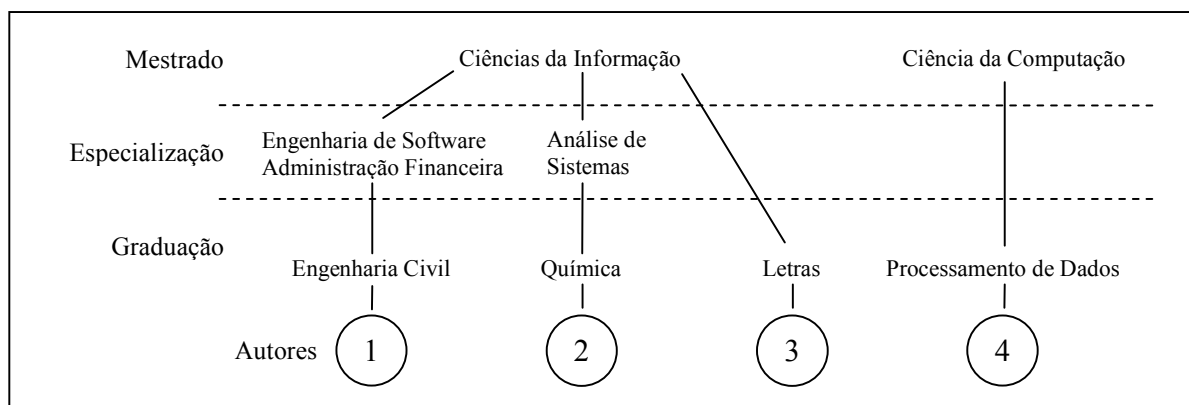 Mestrado
Ciências da Informação
Ciência da Computação
Especialização
Engenharia de Software
Administração Financeira
Análise de
Sistemas
Graduação
Engenharia Civil
Química
Letras
Processamento de Dados
Autores
1
2
3
4